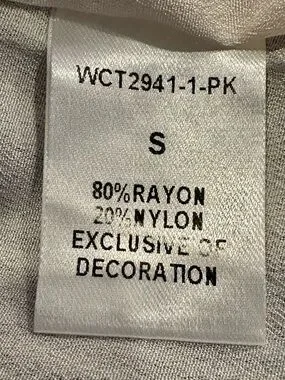 WCT2941-1-PK
S
80%RAYON
20%NYLON
EXCLUSIVE OF
DECORATION